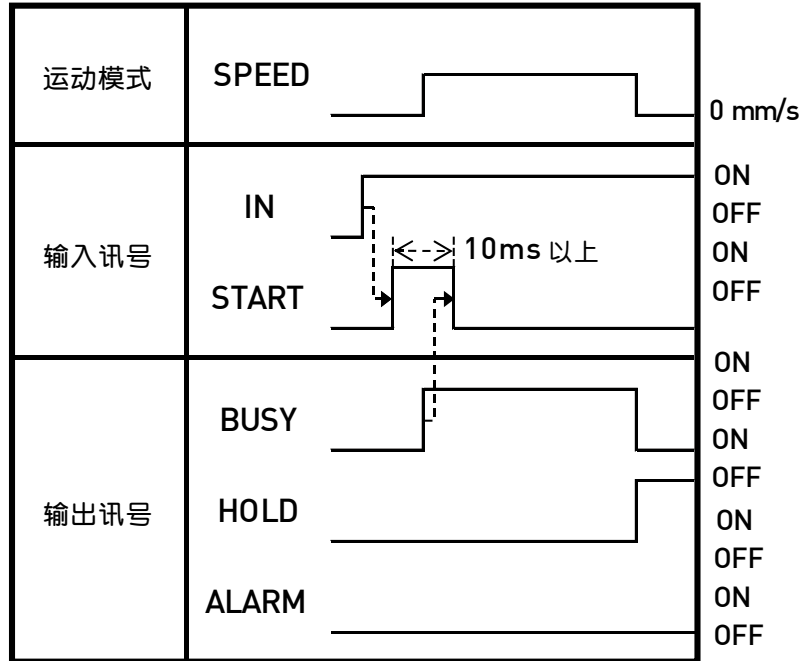 运动模式
SPEED
0 mm/s
输入讯号
IN
ON
OFF
10ms 以上
START
ON
OFF
输出讯号
BUSY
ON
OFF
HOLD
ON
OFF
ON
OFF
ALARM
ON
OFF